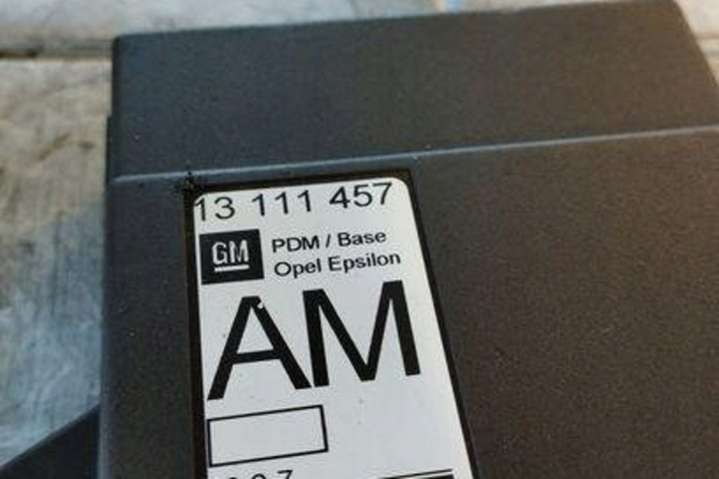 13 111 457
GM
PDM / Base
Opel Epsilon
AM